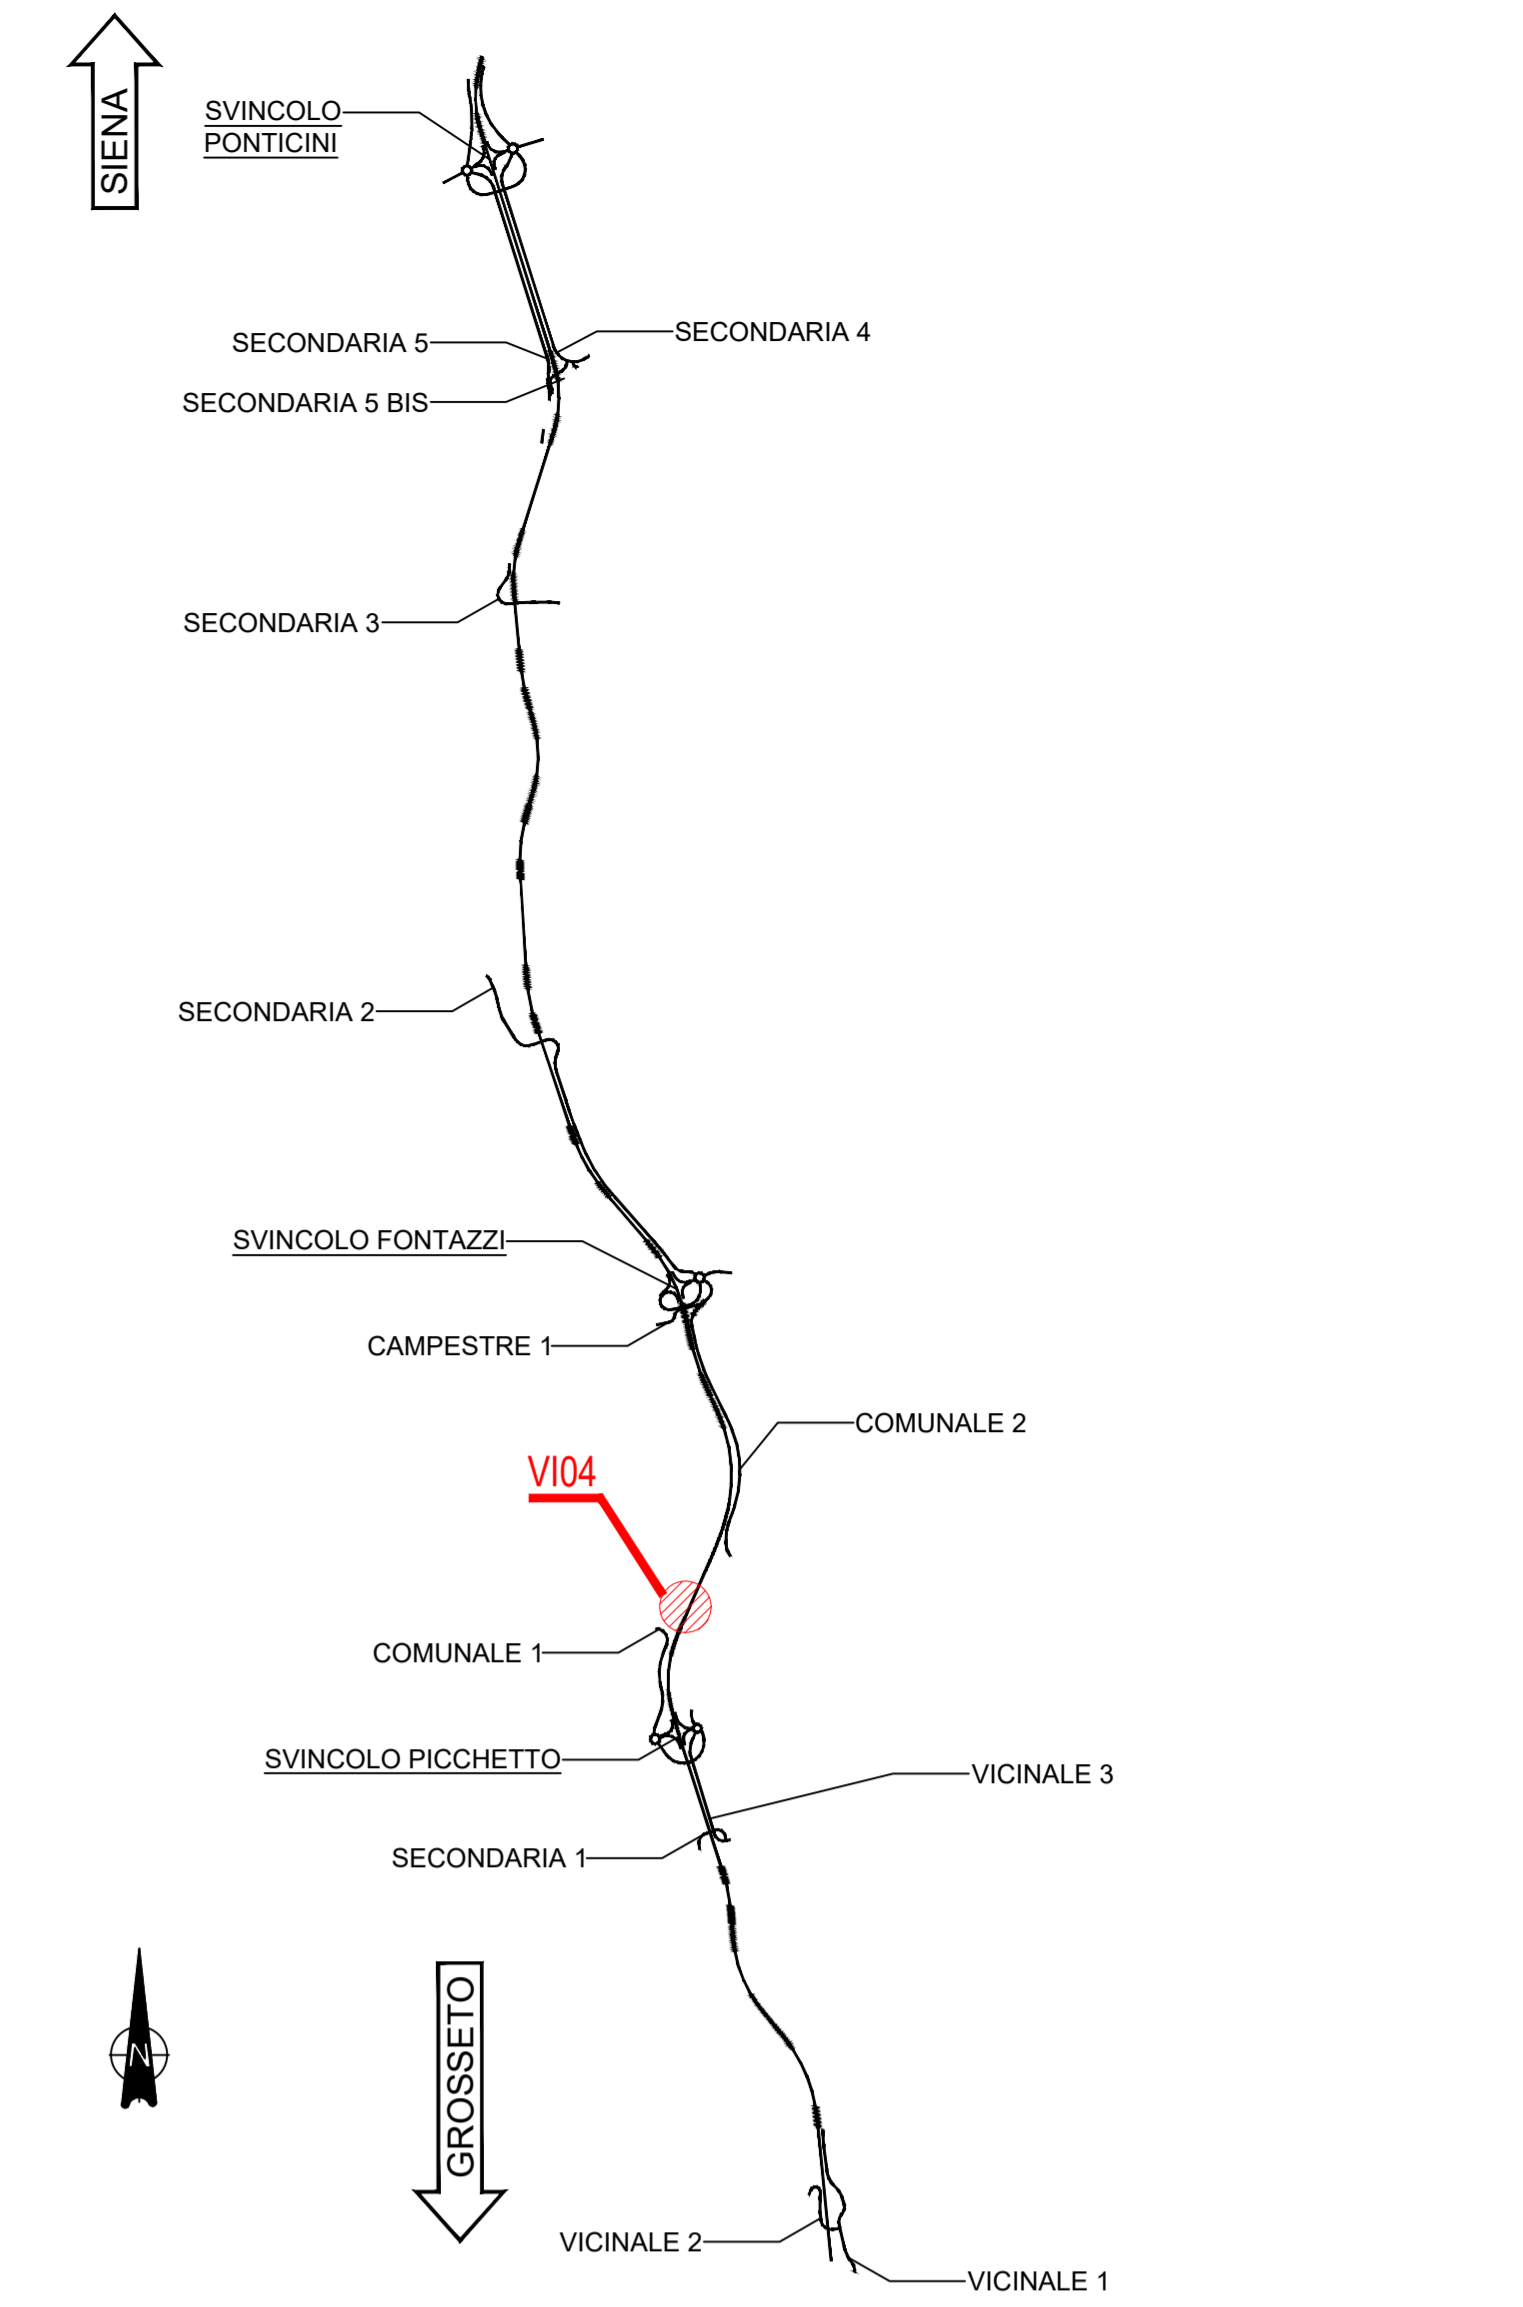 SIENA
SVINCOLO
PONTICINI
SECONDARIA 4
SECONDARIA 5
SECONDARIA 5 BIS
SECONDARIA 3
SECONDARIA 2
SVINCOLO FONTAZZI
CAMPESTRE 1
COMUNALE 2
VI04
COMUNALE 1
SVINCOLO PICCHETTO
VICINALE 3
SECONDARIA 1
GROSSETO
N
VICINALE 2
VICINALE 1